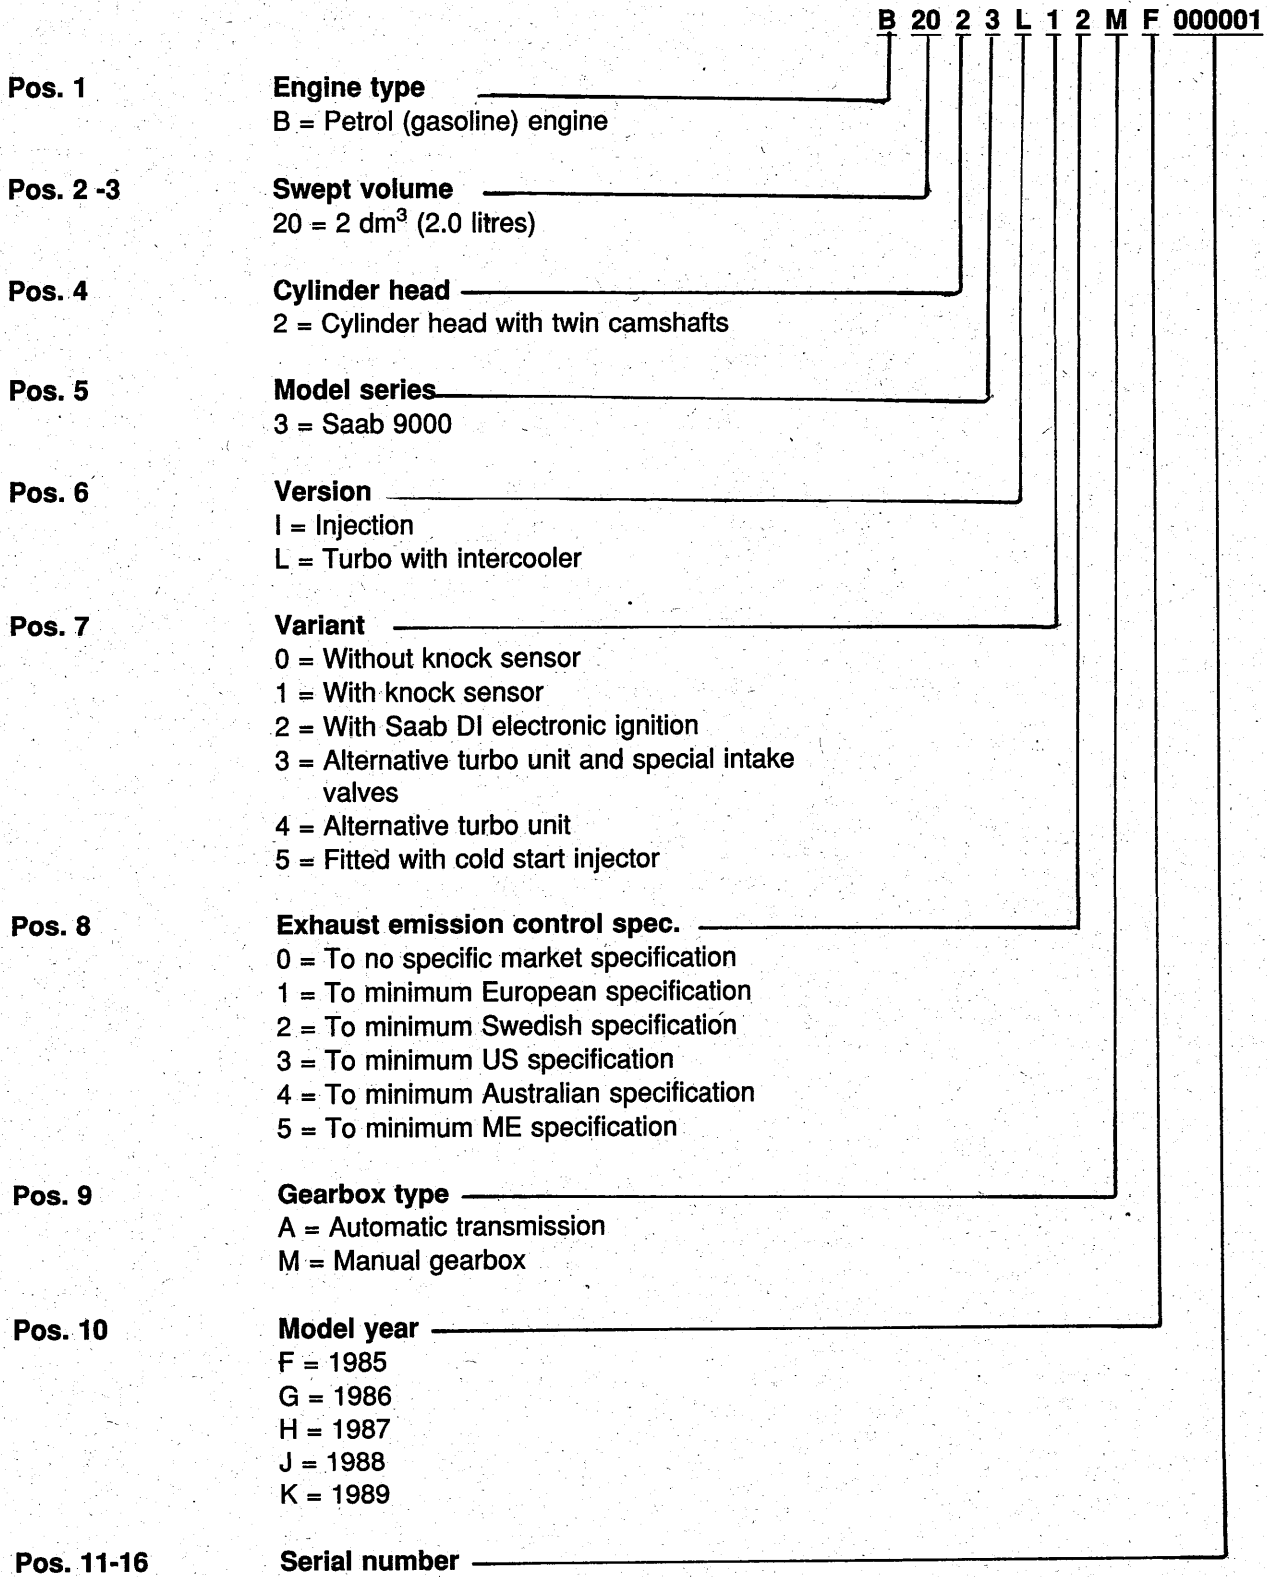 B 20 2 3 L 1 2 M F 000001
Pos. 1 Engine type
B = Petrol (gasoline) engine
Pos. 2 -3 Swept volume
20 = 2 dm³ (2.0 litres)
Pos. 4 Cylinder head
2 = Cylinder head with twin camshafts
Pos. 5 Model series
3 = Saab 9000
Pos. 6 Version
I = Injection
L = Turbo with intercooler
Pos. 7 Variant
0 = Without knock sensor
1 = With knock sensor
2 = With Saab DI electronic ignition
3 = Alternative turbo unit and special intake
valves
4 = Alternative turbo unit
5 = Fitted with cold start injector
Pos. 8 Exhaust emission control spec.
0 = To no specific market specification
1 = To minimum European specification
2 = To minimum Swedish specification
3 = To minimum US specification
4 = To minimum Australian specification
5 = To minimum ME specification
Pos. 9 Gearbox type
A = Automatic transmission
M = Manual gearbox
Pos. 10 Model year
F = 1985
G = 1986
H = 1987
J = 1988
K = 1989
Pos. 11-16 Serial number